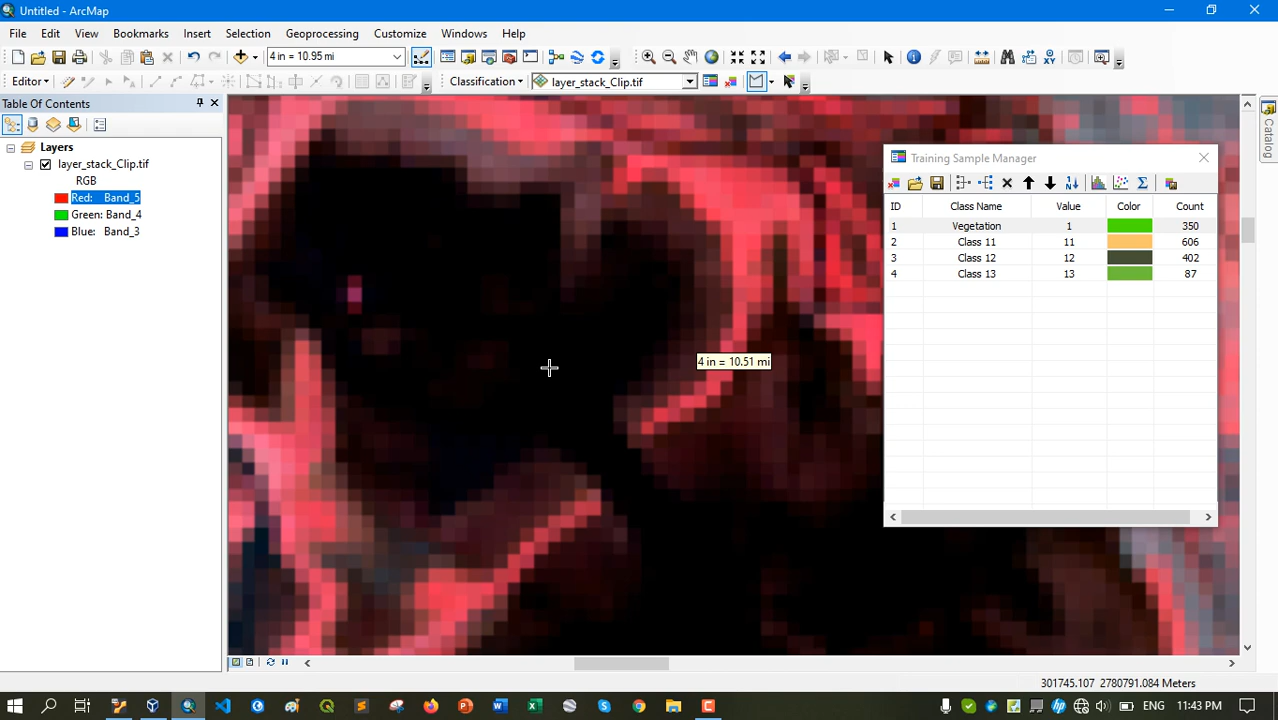 Untitled - ArcMap
File Edit View Bookmarks Insert Selection Geoprocessing Customize Windows Help
4 in = 10.95 mi
Editor Classification layer_stack_Clip.tif
Table Of Contents
Layers
layer_stack_Clip.tif
RGB
Red: Band_5
Green: Band_4
Blue: Band_3
4 in = 10.51 mi
Training Sample Manager
ID Class Name Value Color Count
1 Vegetation 1 350
2 Class 11 11 606
3 Class 12 12 402
4 Class 13 13 87
Catalog
301745.107 2780791.084 Meters
ENG 11:43 PM